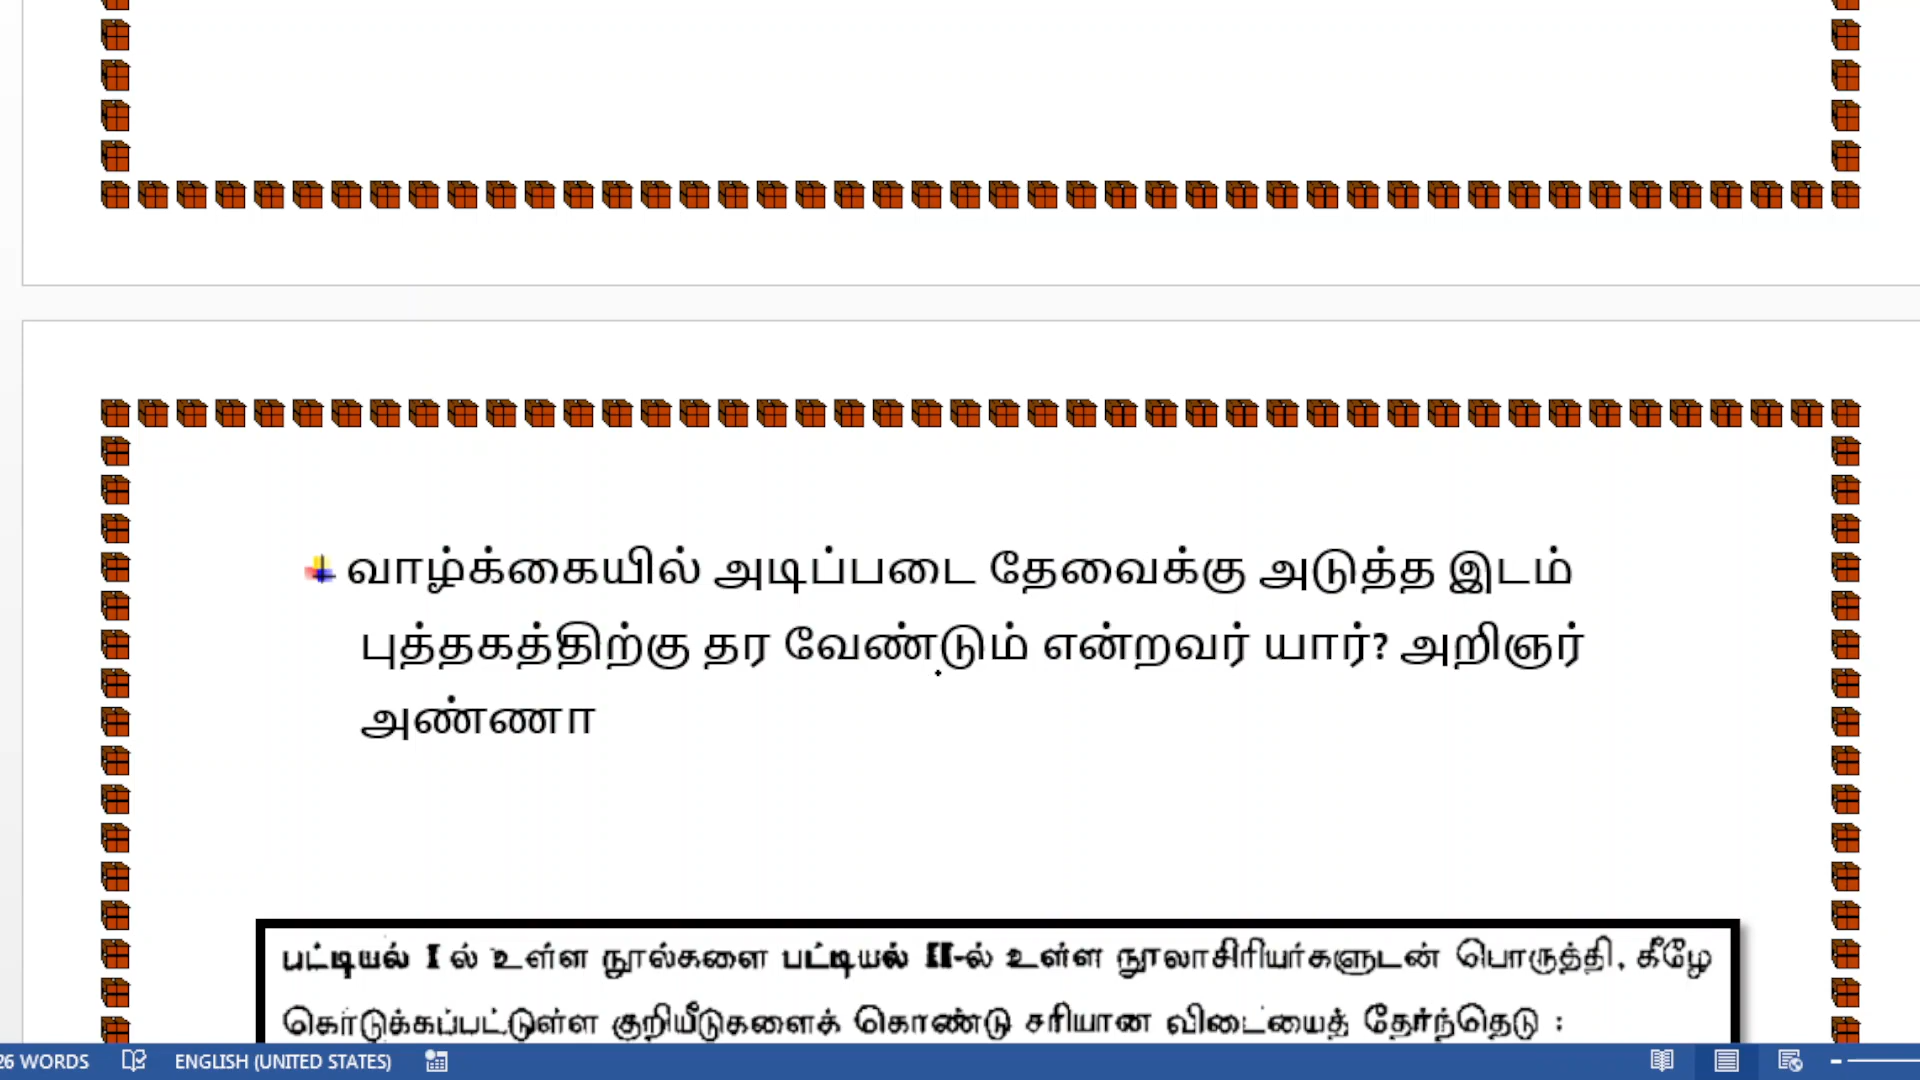 வாழ்க்கையில் அடிப்படை தேவைக்கு அடுத்த இடம்
புத்தகத்திற்கு தர வேண்டும் என்றவர் யார்? அறிஞர்
அண்ணா
பட்டியல் I ல் உள்ள நூல்களை பட்டியல் II-ல் உள்ள நூலாசிரியர்களுடன் பொருத்தி, கீழே
கொடுக்கப்பட்டுள்ள குறியீடுகளைக் கொண்டு சரியான விடையைத் தேர்ந்தெடு :
26 WORDS ENGLISH (UNITED STATES)